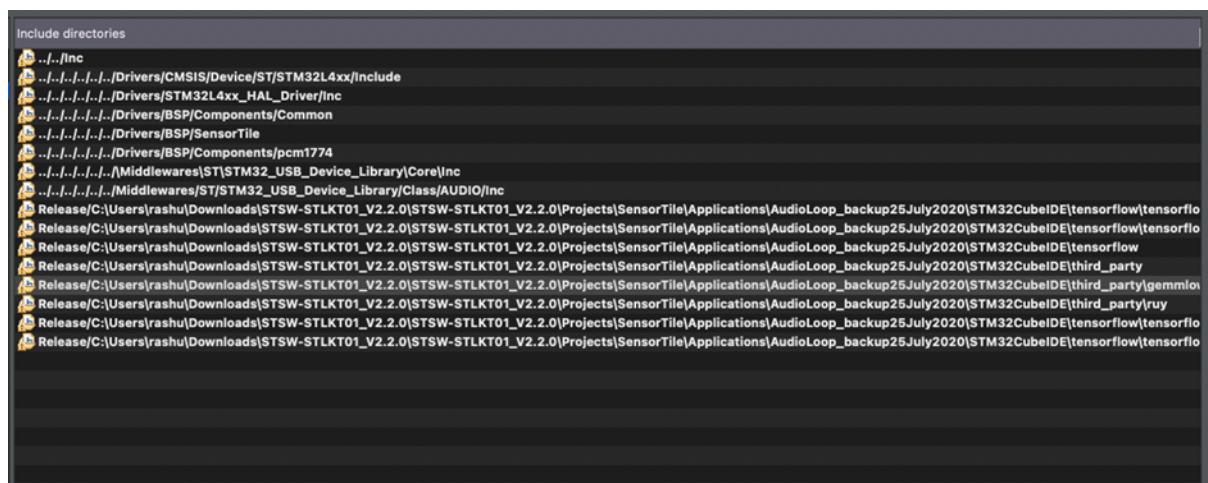 Include directories
../../Inc
../../../../../../Drivers/CMSIS/Device/ST/STM32L4xx/Include
../../../../../../Drivers/STM32L4xx_HAL_Driver/Inc
../../../../../../Drivers/BSP/Components/Common
../../../../../../Drivers/BSP/SensorTile
../../../../../../Drivers/BSP/Components/pcm1774
../../../../../../\Middlewares\ST\STM32_USB_Device_Library\Core\Inc
../../../../../../Middlewares/ST/STM32_USB_Device_Library/Class/AUDIO/Inc
Release/C:\Users\rashu\Downloads\STSW-STLKT01_V2.2.0\STSW-STLKT01_V2.2.0\Projects\SensorTile\Applications\AudioLoop_backup25July2020\STM32CubeIDE\tensorflow\tensorflo
Release/C:\Users\rashu\Downloads\STSW-STLKT01_V2.2.0\STSW-STLKT01_V2.2.0\Projects\SensorTile\Applications\AudioLoop_backup25July2020\STM32CubeIDE\tensorflow\tensorflo
Release/C:\Users\rashu\Downloads\STSW-STLKT01_V2.2.0\STSW-STLKT01_V2.2.0\Projects\SensorTile\Applications\AudioLoop_backup25July2020\STM32CubeIDE\tensorflow
Release/C:\Users\rashu\Downloads\STSW-STLKT01_V2.2.0\STSW-STLKT01_V2.2.0\Projects\SensorTile\Applications\AudioLoop_backup25July2020\STM32CubeIDE\third_party
Release/C:\Users\rashu\Downloads\STSW-STLKT01_V2.2.0\STSW-STLKT01_V2.2.0\Projects\SensorTile\Applications\AudioLoop_backup25July2020\STM32CubeIDE\third_party\gemmlow
Release/C:\Users\rashu\Downloads\STSW-STLKT01_V2.2.0\STSW-STLKT01_V2.2.0\Projects\SensorTile\Applications\AudioLoop_backup25July2020\STM32CubeIDE\third_party\ruy
Release/C:\Users\rashu\Downloads\STSW-STLKT01_V2.2.0\STSW-STLKT01_V2.2.0\Projects\SensorTile\Applications\AudioLoop_backup25July2020\STM32CubeIDE\tensorflow\tensorflo
Release/C:\Users\rashu\Downloads\STSW-STLKT01_V2.2.0\STSW-STLKT01_V2.2.0\Projects\SensorTile\Applications\AudioLoop_backup25July2020\STM32CubeIDE\tensorflow\tensorflo